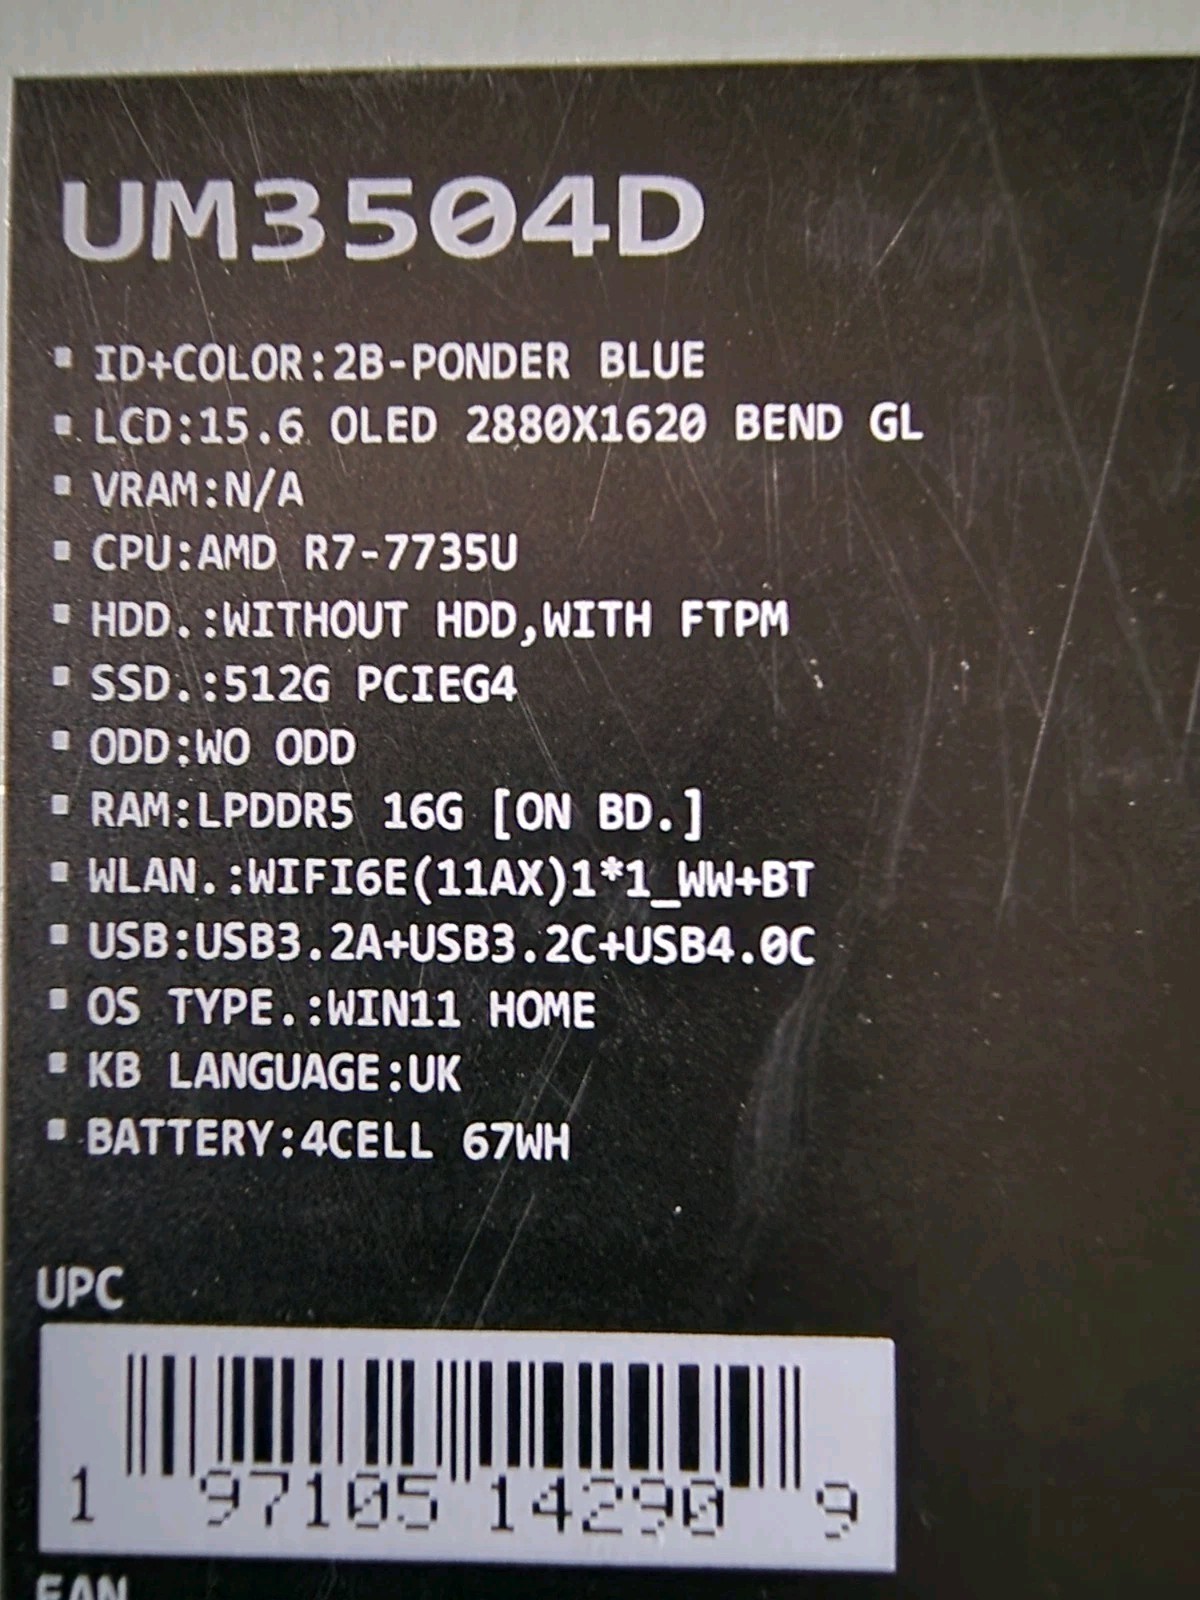 UM3504D
▪ ID+COLOR:2B-PONDER BLUE
▪ LCD:15.6 OLED 2880X1620 BEND GL
▪ VRAM:N/A
▪ CPU:AMD R7-7735U
▪ HDD.:WITHOUT HDD,WITH FTPM
▪ SSD.:512G PCIEG4
▪ ODD:WO ODD
▪ RAM:LPDDR5 16G [ON BD.]
▪ WLAN.:WIFI6E(11AX)1*1_WW+BT
▪ USB:USB3.2A+USB3.2C+USB4.0C
▪ OS TYPE.:WIN11 HOME
▪ KB LANGUAGE:UK
▪ BATTERY:4CELL 67WH
UPC
1 97105 14290 9
EAN